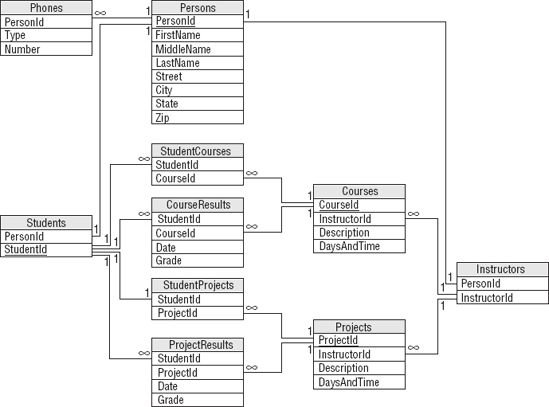 Phones
PersonId
Type
Number
∞
1
1
Persons
PersonId
FirstName
MiddleName
LastName
Street
City
State
Zip
1
StudentCourses
StudentId
CourseId
∞
∞
CourseResults
StudentId
CourseId
Date
Grade
∞
∞
Courses
CourseId
InstructorId
Description
DaysAndTime
1
1
∞
Students
PersonId
StudentId
1
1
1
1
1
StudentProjects
StudentId
ProjectId
1
∞
ProjectResults
StudentId
ProjectId
Date
Grade
∞
∞
Projects
ProjectId
InstructorId
Description
DaysAndTime
1
1
∞
Instructors
PersonId
InstructorId
1
1
1